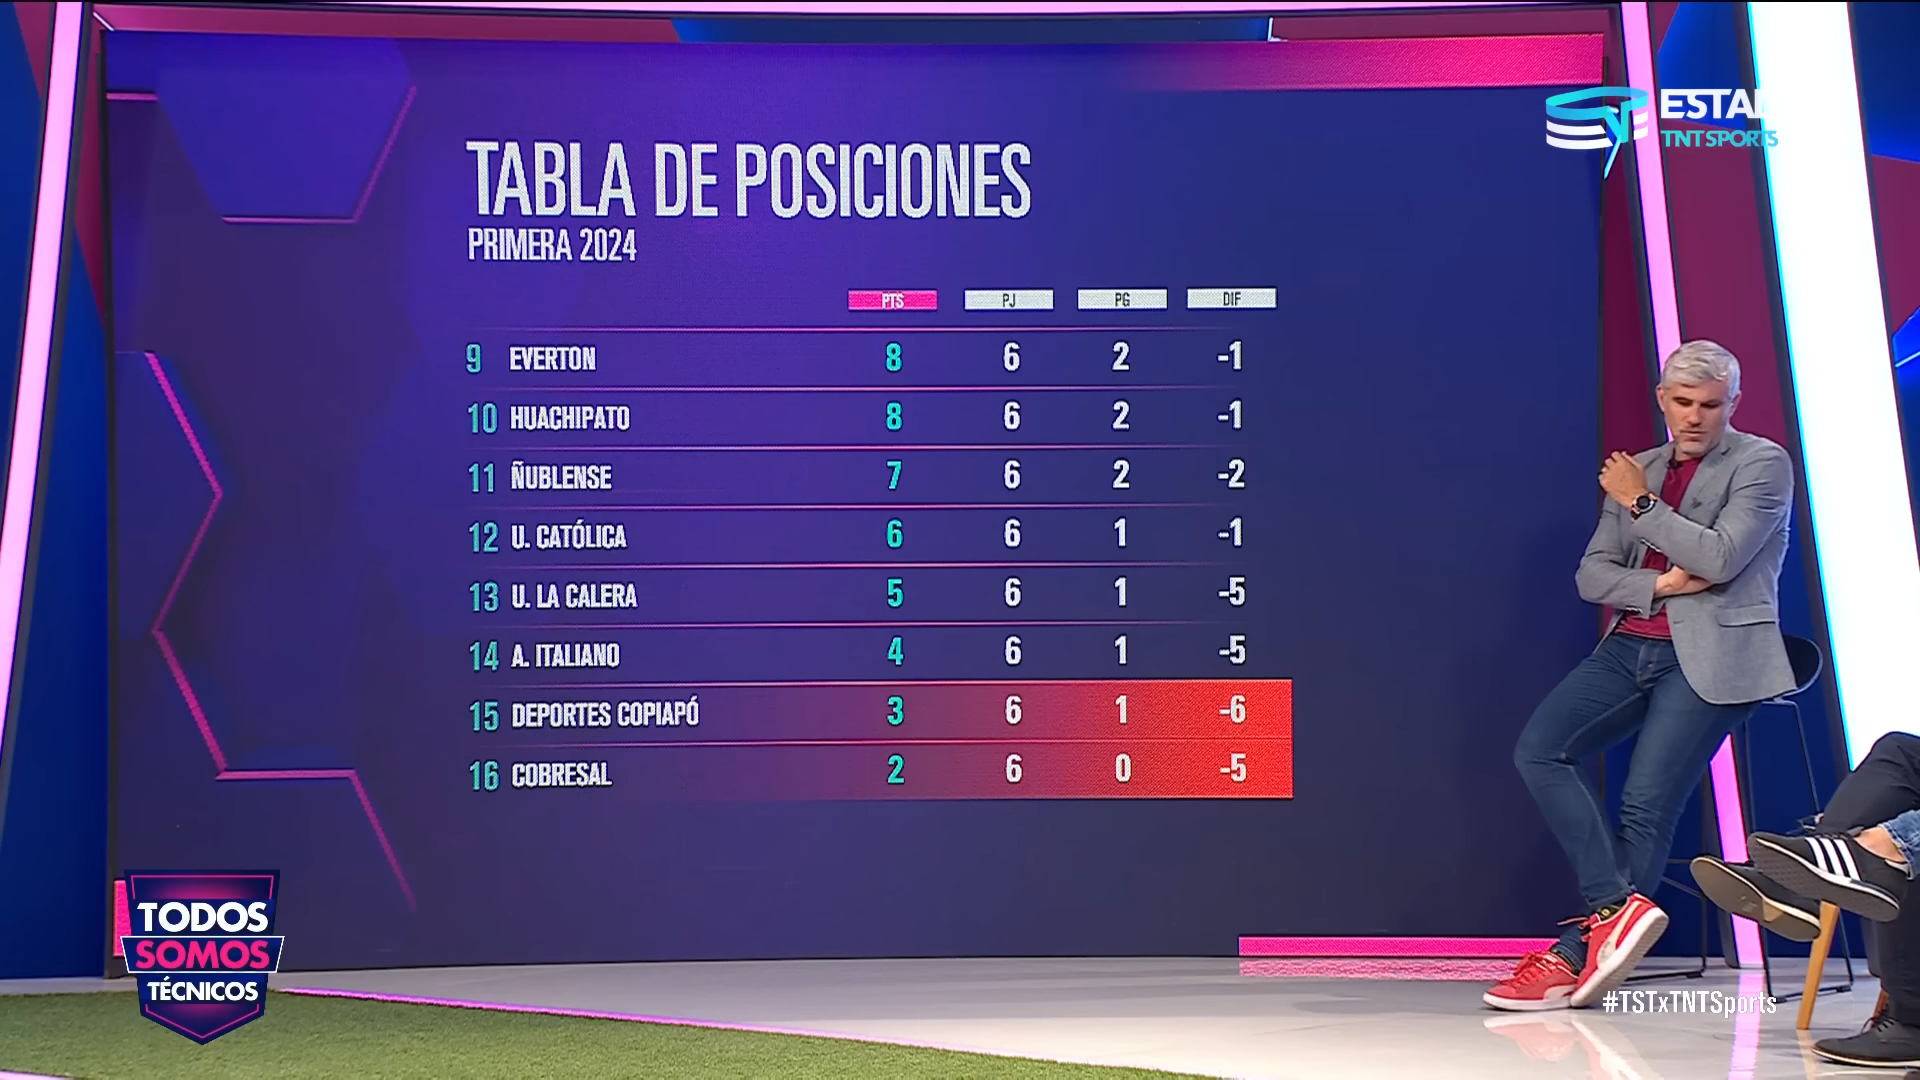 ESTAD
TNT SPORTS
TABLA DE POSICIONES
PRIMERA 2024
PTS PJ PG DIF
9 EVERTON 8 6 2 -1
10 HUACHIPATO 8 6 2 -1
11 ÑUBLENSE 7 6 2 -2
12 U. CATÓLICA 6 6 1 -1
13 U. LA CALERA 5 6 1 -5
14 A. ITALIANO 4 6 1 -5
15 DEPORTES COPIAPÓ 3 6 1 -6
16 COBRESAL 2 6 0 -5
TODOS
SOMOS
TÉCNICOS
#TSTxTNTSports